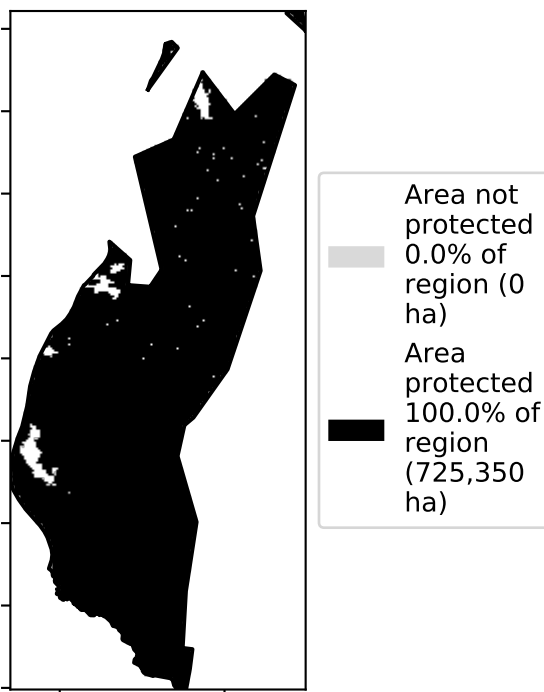 Area not
protected
0.0% of
region (0
ha)
Area
protected
100.0% of
region
(725,350
ha)